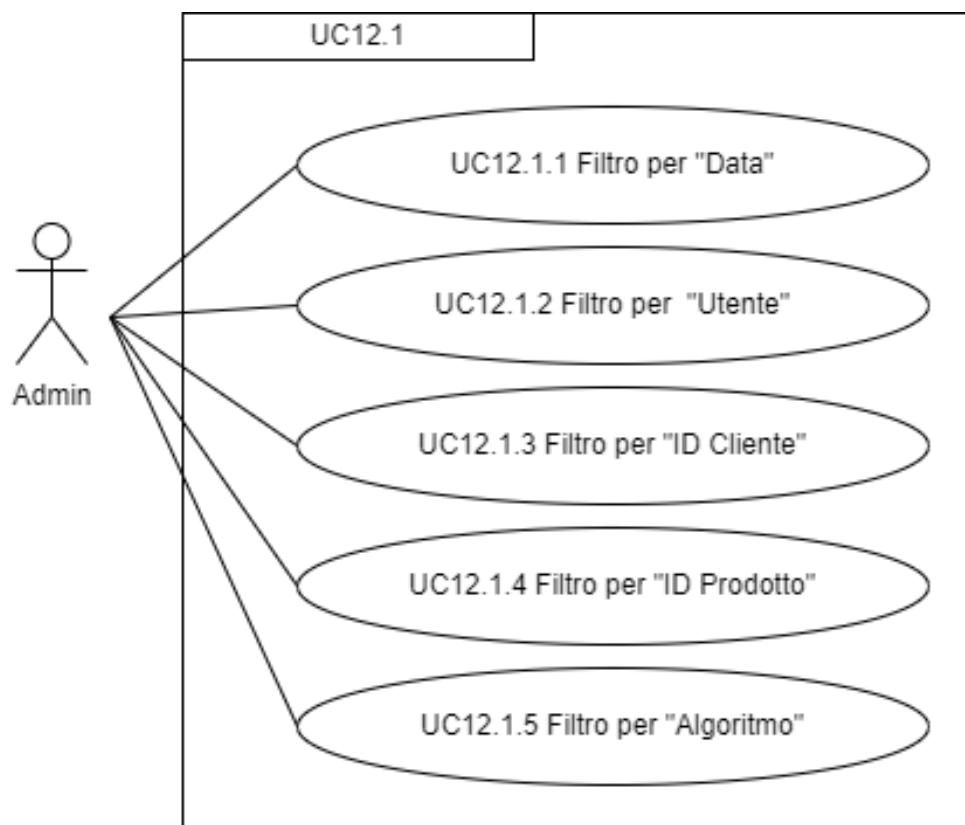 UC12.1
UC12.1.1 Filtro per "Data"
UC12.1.2 Filtro per "Utente"
UC12.1.3 Filtro per "ID Cliente"
Admin
UC12.1.4 Filtro per "ID Prodotto"
UC12.1.5 Filtro per "Algoritmo"